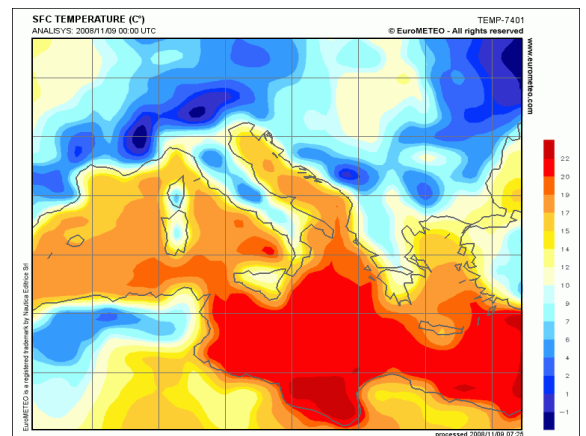 SFC TEMPERATURE (C°)
TEMP-7401
ANALISYS: 2008/11/09 00:00 UTC
© EuroMETEO - All rights reserved
www.eurometeo.com
EuroMETEO is a registered trademark by Nautica Editrice Srl
22
20
19
17
15
14
12
10
9
7
6
4
2
1
−1
processed 2008/11/09 07:25